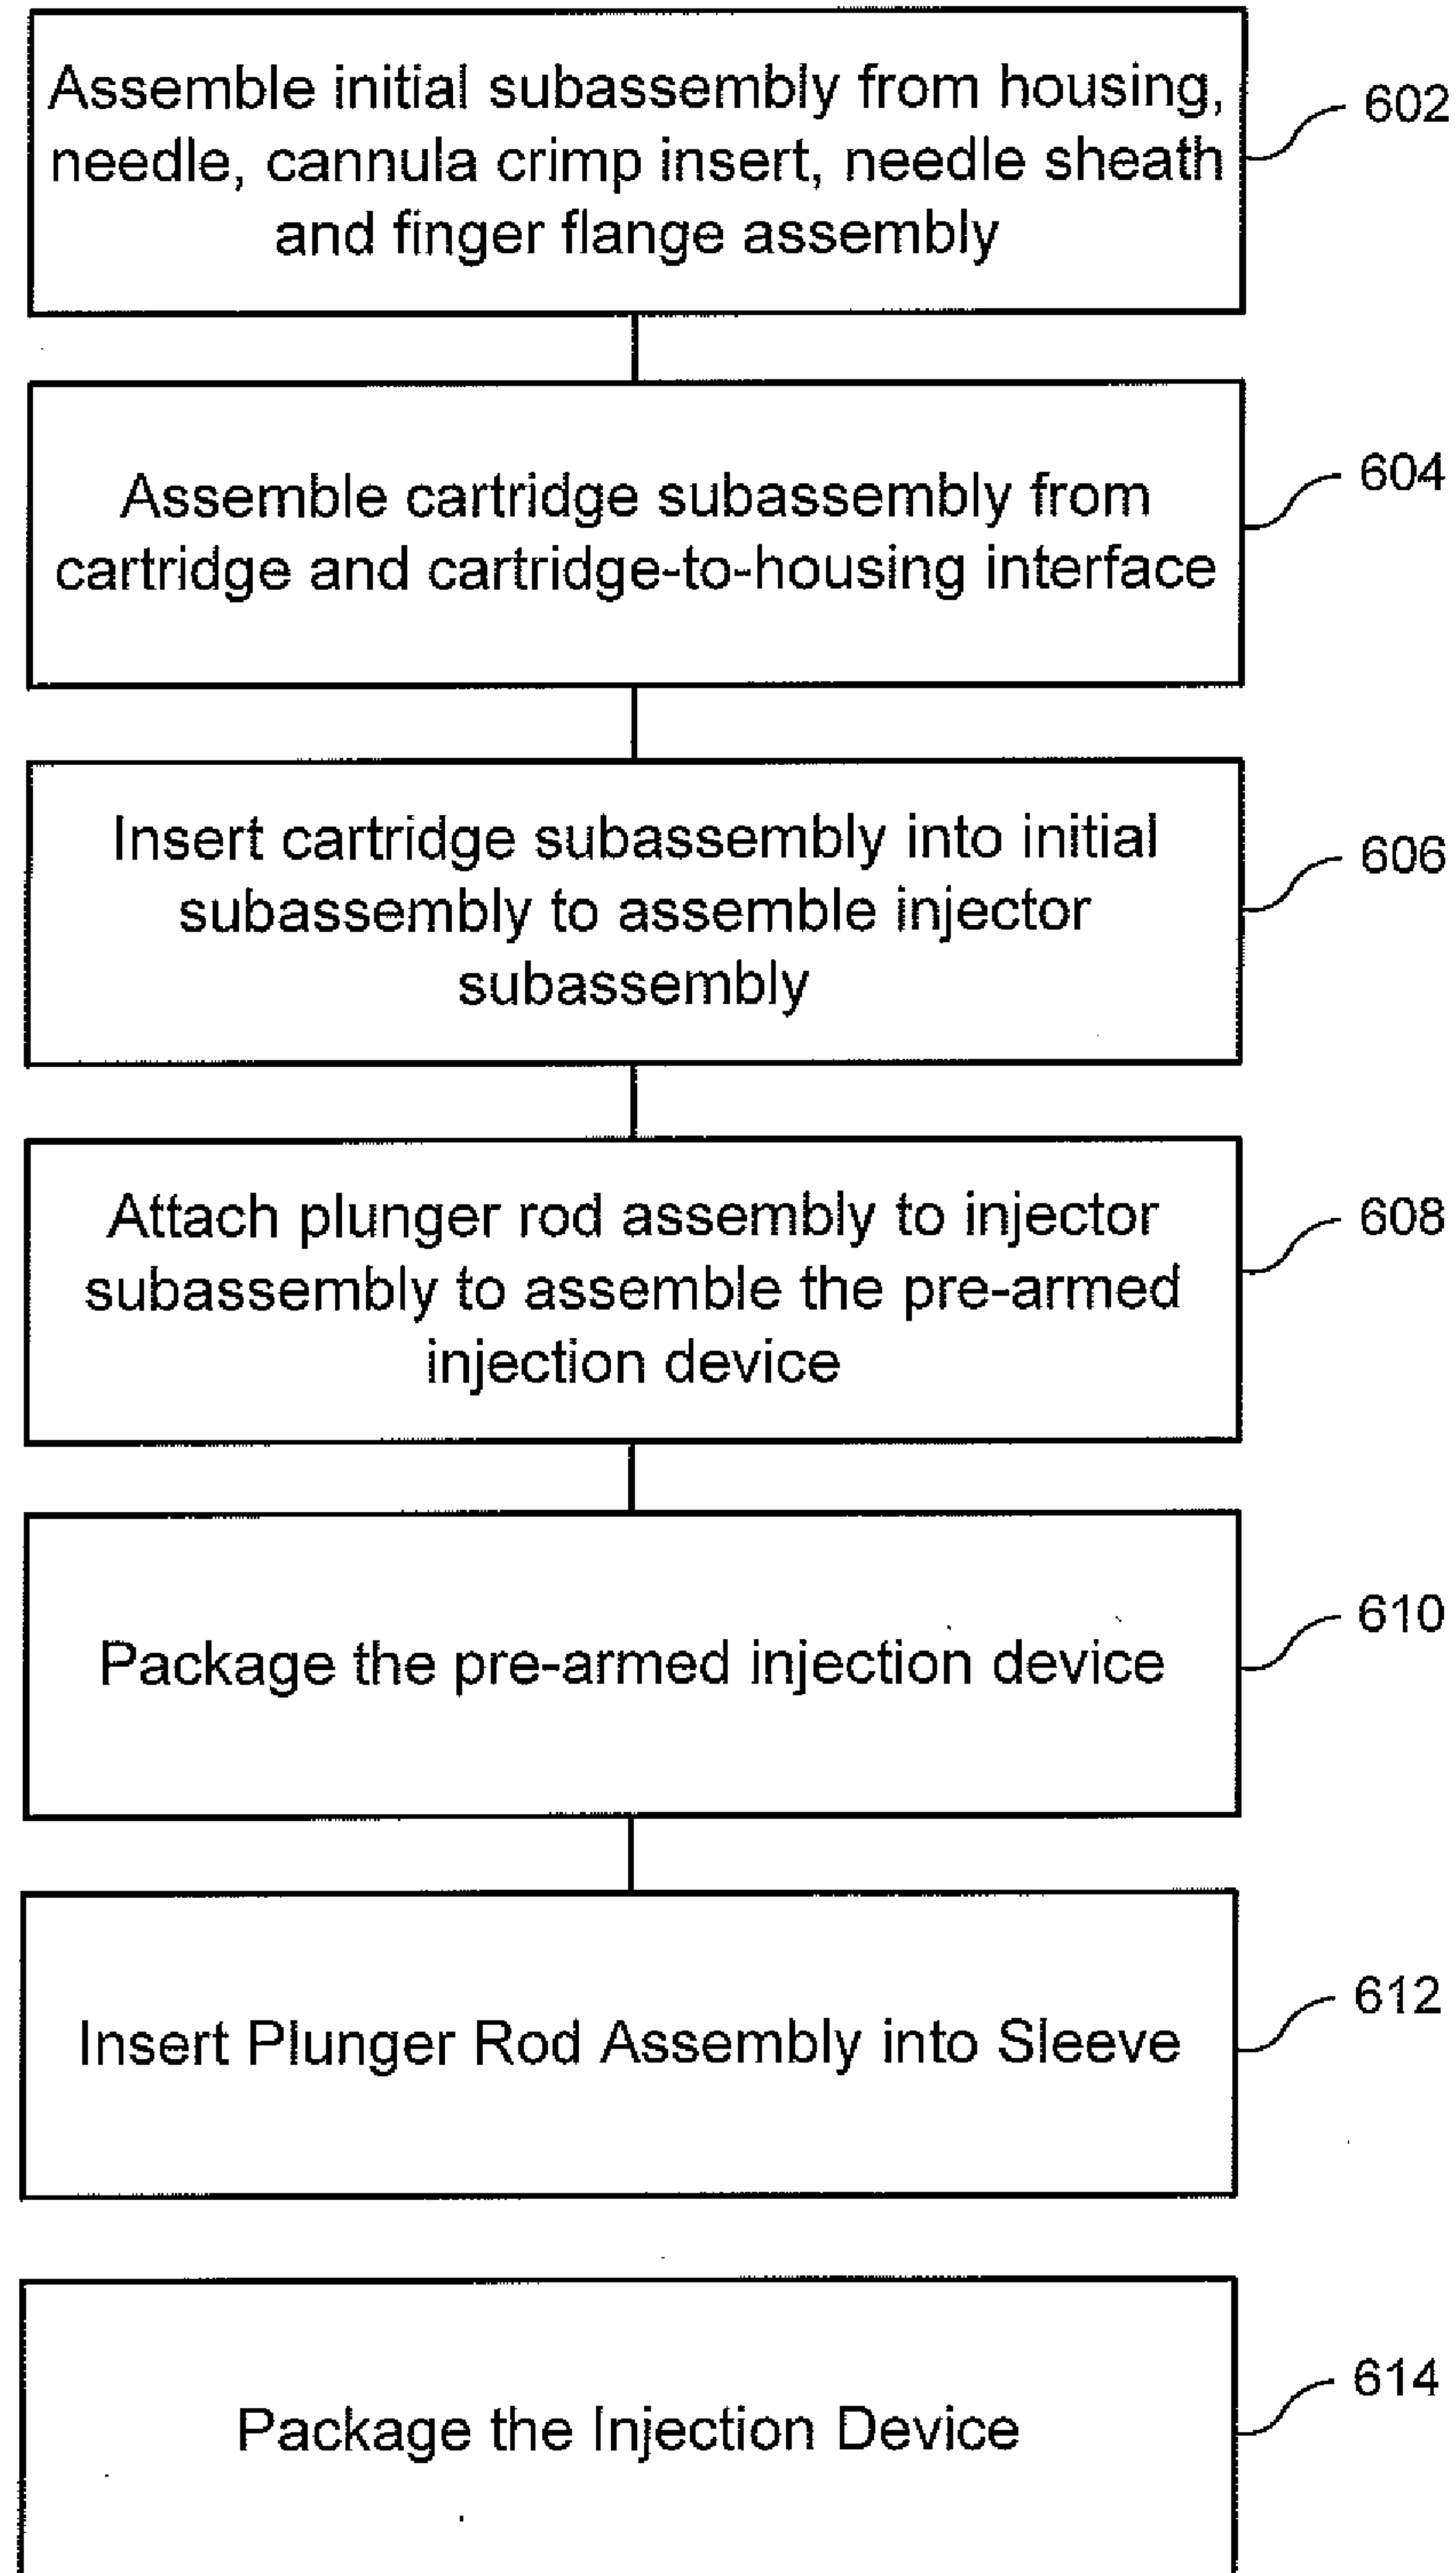 Assemble initial subassembly from housing,
needle, cannula crimp insert, needle sheath
and finger flange assembly
602
Assemble cartridge subassembly from
cartridge and cartridge-to-housing interface
604
Insert cartridge subassembly into initial
subassembly to assemble injector
subassembly
606
Attach plunger rod assembly to injector
subassembly to assemble the pre-armed
injection device
608
Package the pre-armed injection device
610
Insert Plunger Rod Assembly into Sleeve
612
Package the Injection Device
614